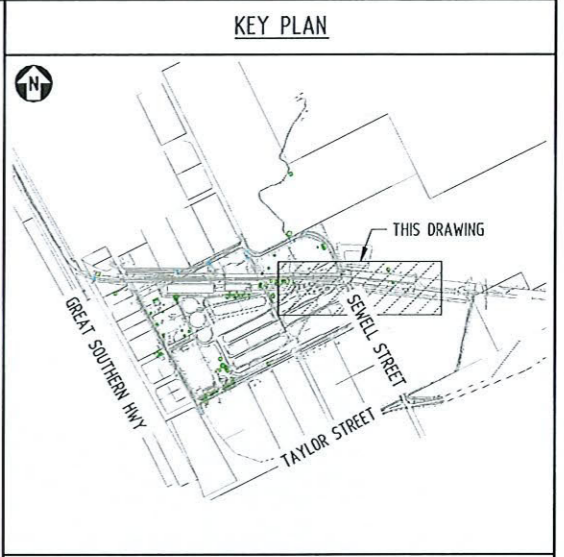 KEY PLAN
N
THIS DRAWING
GREAT SOUTHERN HWY
SEWELL STREET
TAYLOR STREET